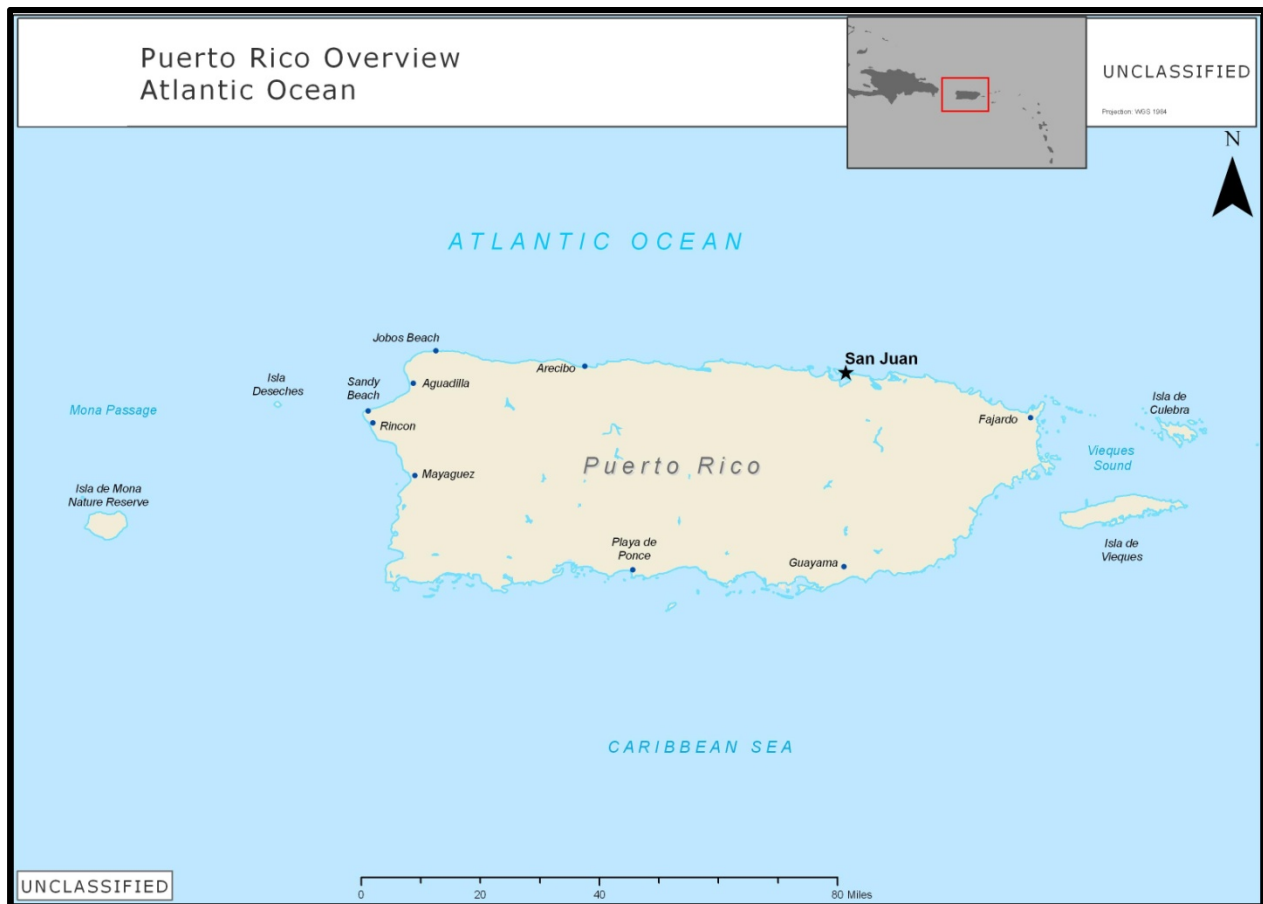 Puerto Rico Overview
Atlantic Ocean
UNCLASSIFIED
Projection: WGS 1984
N
ATLANTIC OCEAN
Jobos Beach
San Juan
Arecibo
Isla
Deseches
Sandy
Beach
Aguadilla
Mona Passage
Isla de
Culebra
Rincon
Fajardo
Vieques
Sound
Puerto Rico
Mayaguez
Isla de Mona
Nature Reserve
Playa de
Ponce
Isla de
Vieques
Guayama
CARIBBEAN SEA
UNCLASSIFIED
0 20 40 80 Miles